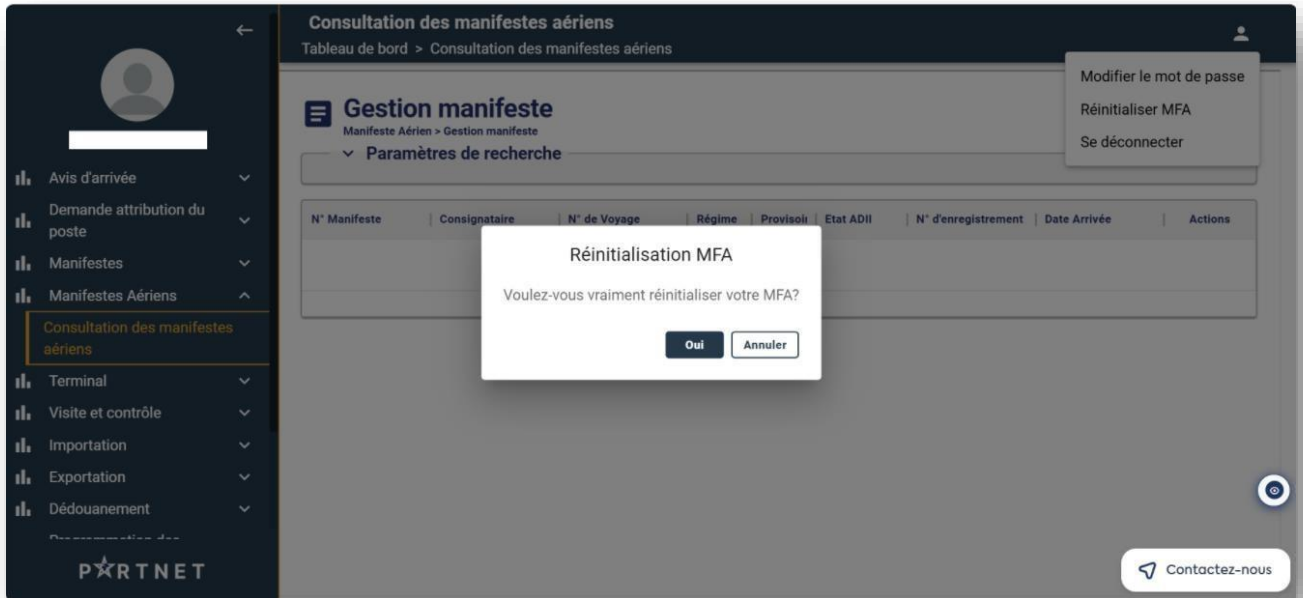 Consultation des manifestes aériens
Tableau de bord > Consultation des manifestes aériens
Modifier le mot de passe
Réinitialiser MFA
Se déconnecter
Gestion manifeste
Manifeste Aérien > Gestion manifeste
Paramètres de recherche
Avis d'arrivée
Demande attribution du
poste
Manifestes
Manifestes Aériens
Consultation des manifestes
aériens
Terminal
Visite et contrôle
Importation
Exportation
Dédouanement
PORTNET
N° Manifeste Consignataire N° de Voyage Régime Provisoir Etat ADII N° d'enregistrement Date Arrivée Actions
Réinitialisation MFA
Voulez-vous vraiment réinitialiser votre MFA?
Oui Annuler
Contactez-nous